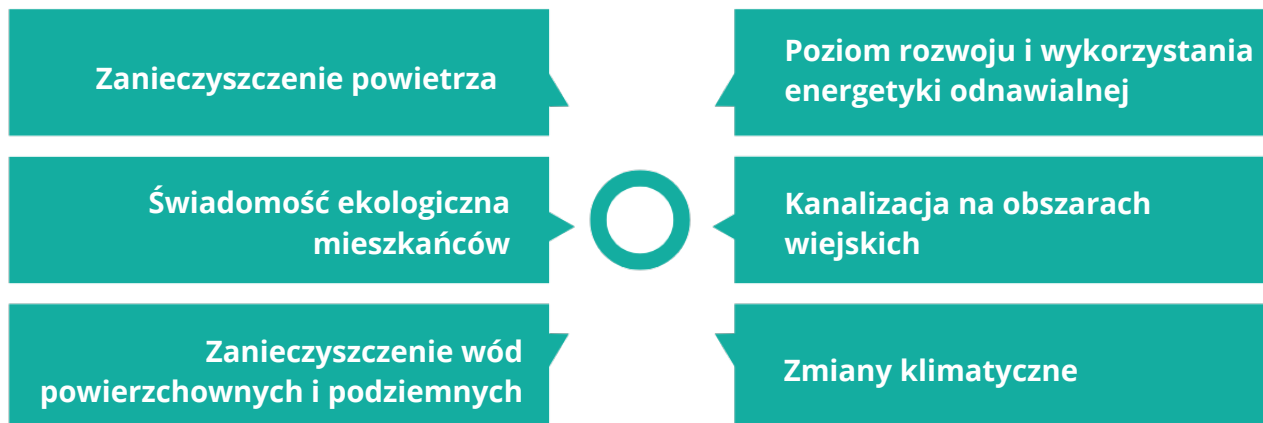 Zanieczyszczenie powietrza
Świadomość ekologiczna
mieszkańców
Zanieczyszczenie wód
powierzchownych i podziemnych
Poziom rozwoju i wykorzystania
energetyki odnawialnej
Kanalizacja na obszarach
wiejskich
Zmiany klimatyczne